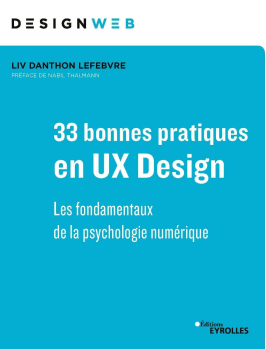 DESIGNWEB
LIV DANTHON LEFEBVRE
PRÉFACE DE NABIL THALMANN
33 bonnes pratiques
en UX Design
Les fondamentaux
de la psychologie numérique
Éditions
EYROLLES